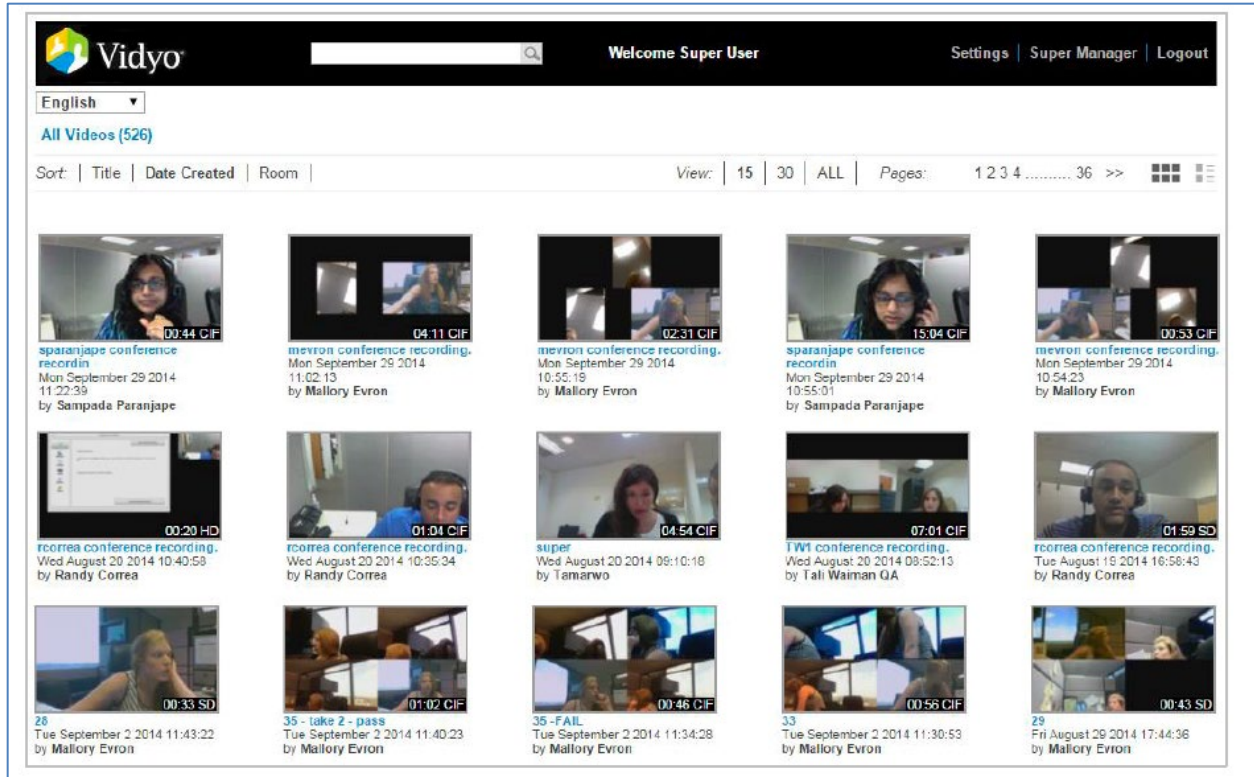 Vidyo
Welcome Super User
Settings | Super Manager | Logout
English
All Videos (526)
Sort: | Title | Date Created | Room |
View: | 15 | 30 | ALL | Pages: 1 2 3 4 .......... 36 >>
00:44 CIF
04:11 CIF
02:31 CIF
15:04 CIF
00:53 CIF
sparanjape conference
recordin
Mon September 29 2014
11:22:39
by Sampada Paranjape
mevron conference recording.
Mon September 29 2014
11:02:13
by Mallory Evron
mevron conference recording.
Mon September 29 2014
10:55:19
by Mallory Evron
sparanjape conference
recordin
Mon September 29 2014
10:55:01
by Sampada Paranjape
mevron conference recording.
Mon September 29 2014
10:54:23
by Mallory Evron
00:20 HD
01:04 CIF
04:54 CIF
07:01 CIF
01:59 SD
rcorrea conference recording.
Wed August 20 2014 10:40:58
by Randy Correa
rcorrea conference recording.
Wed August 20 2014 10:35:34
by Randy Correa
super
Wed August 20 2014 09:10:18
by Tamarwo
TW1 conference recording.
Wed August 20 2014 08:52:13
by Tali Waiman QA
rcorrea conference recording.
Tue August 19 2014 16:58:43
by Randy Correa
00:33 SD
01:02 CIF
00:46 CIF
00:56 CIF
00:43 SD
28
Tue September 2 2014 11:43:22
by Mallory Evron
35 - take 2 - pass
Tue September 2 2014 11:40:23
by Mallory Evron
35 -FAIL
Tue September 2 2014 11:34:28
by Mallory Evron
33
Tue September 2 2014 11:30:53
by Mallory Evron
29
Fri August 29 2014 17:44:36
by Mallory Evron